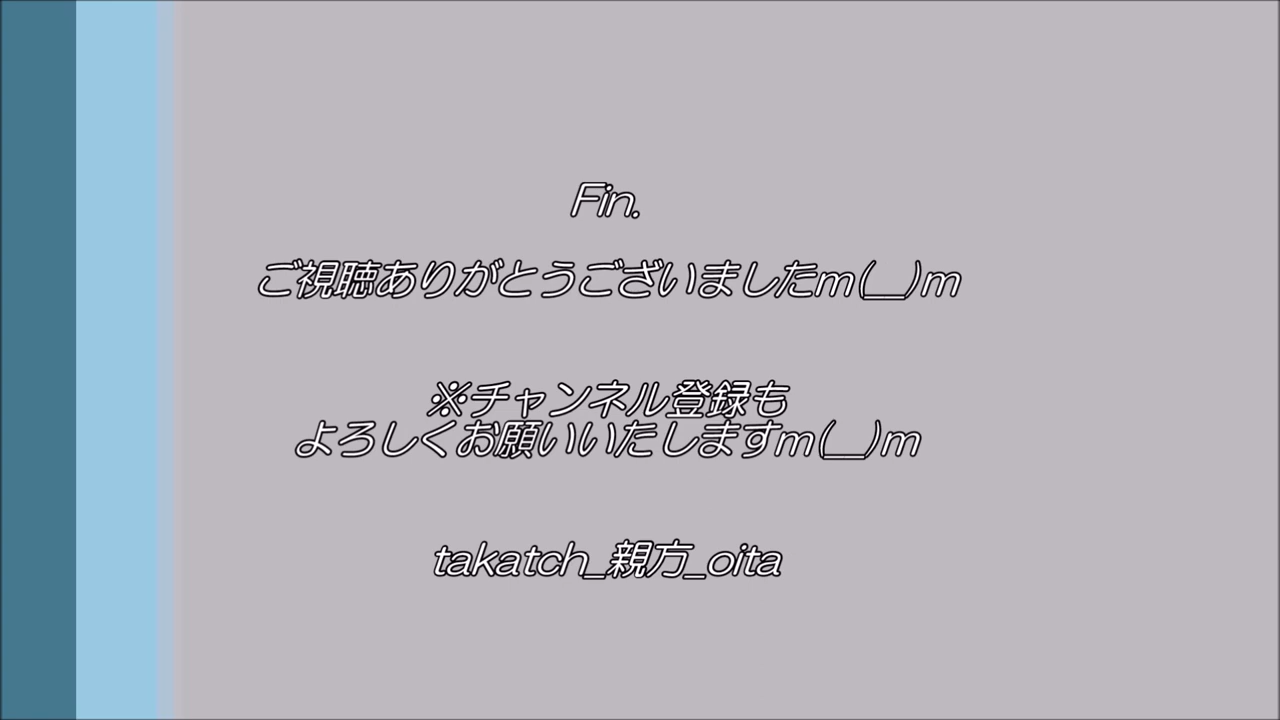 Fin.
ご視聴ありがとうございましたm(__)m
※チャンネル登録も
よろしくお願いいたしますm(__)m
takatch_親方_oita